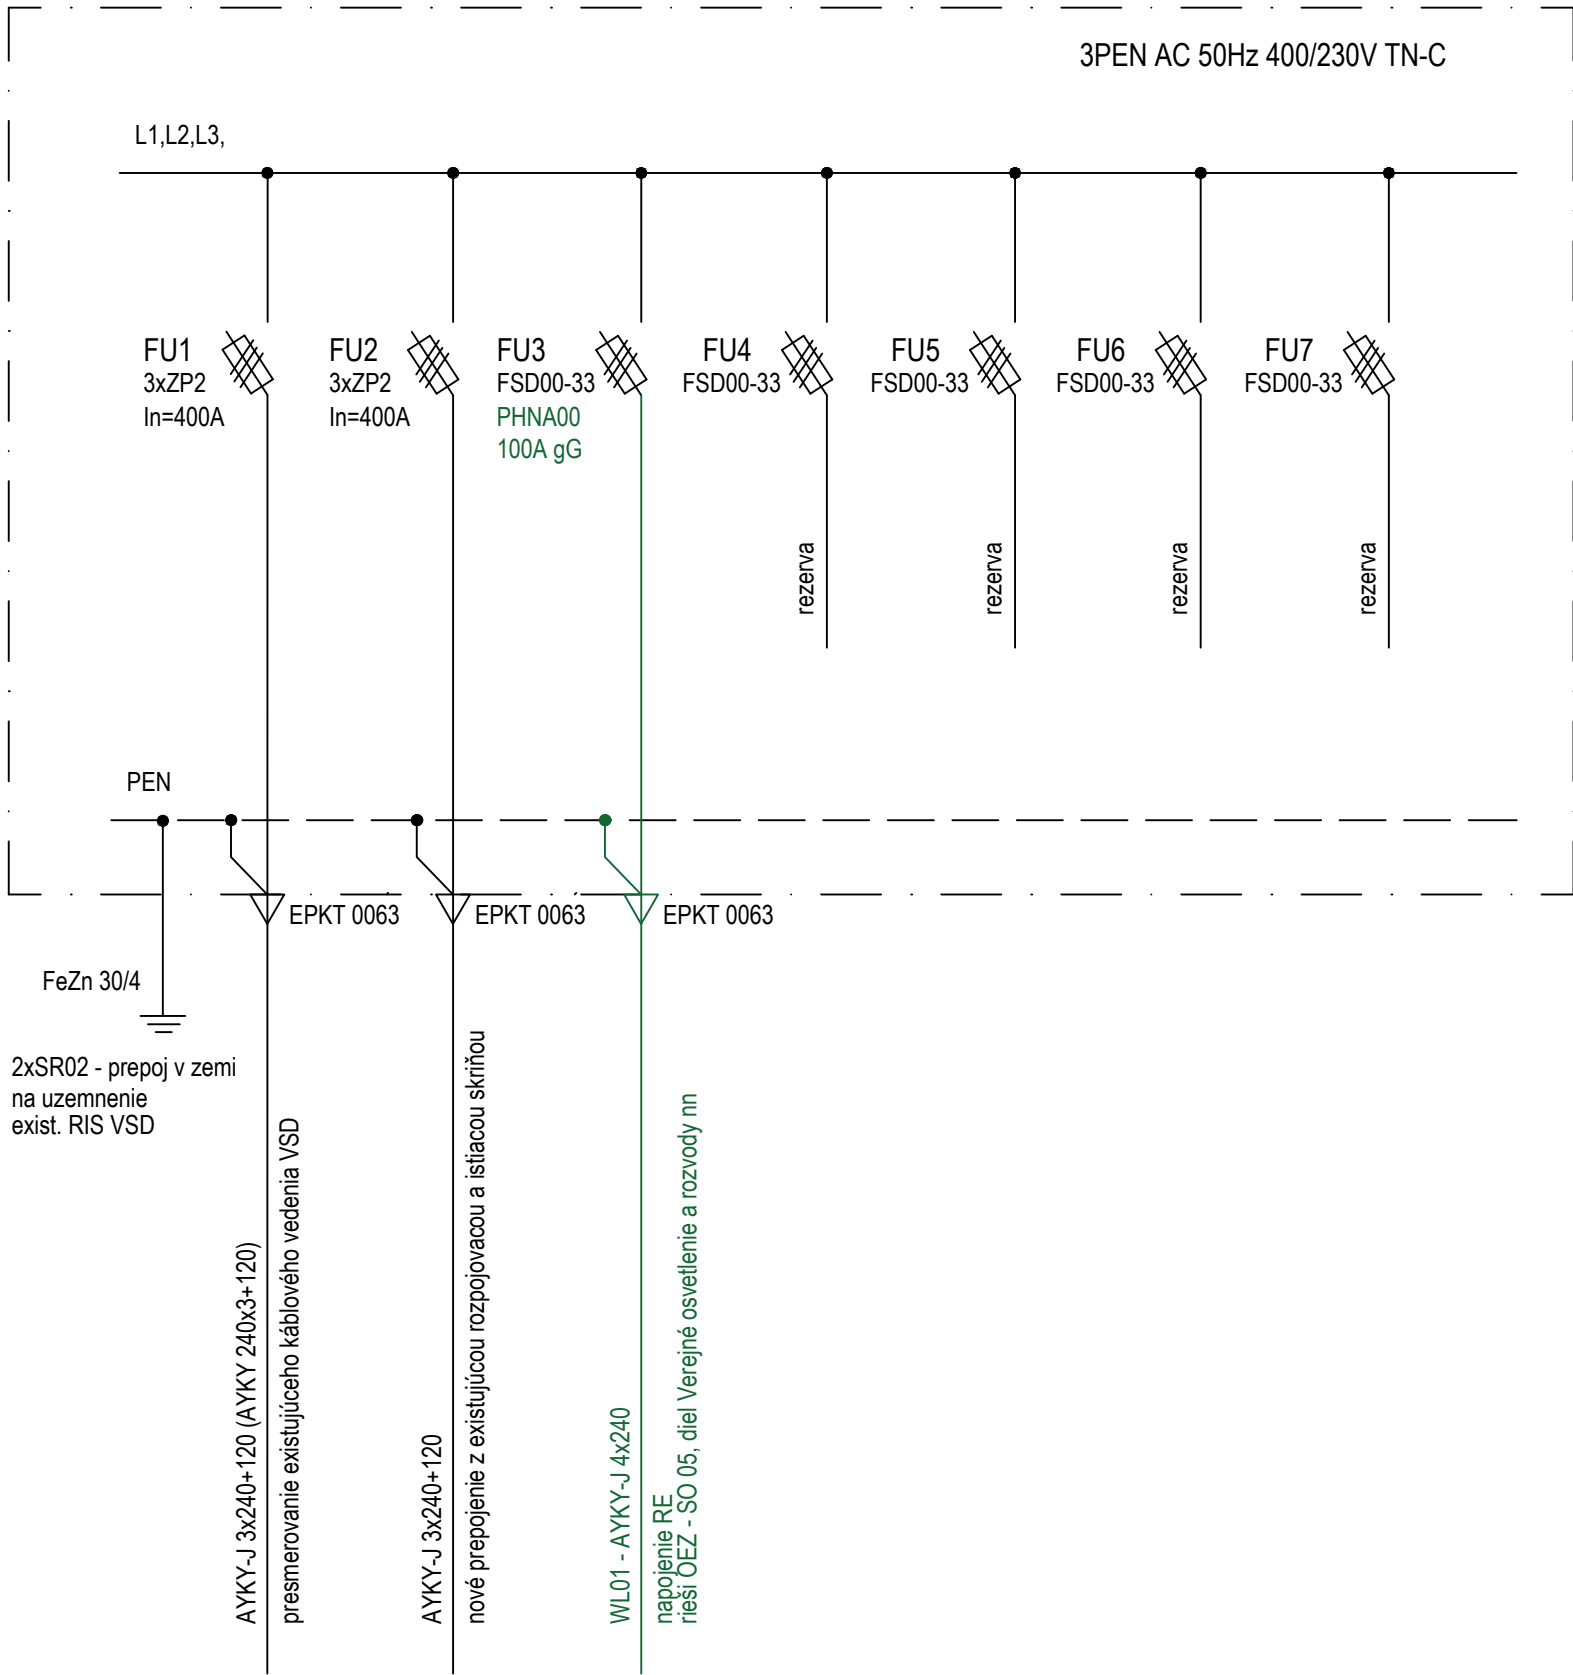 3PEN AC 50Hz 400/230V TN-C
L1,L2,L3,
FU1
3xZP2
In=400A
FU2
3xZP2
In=400A
FU3
FSD00-33
PHNA00
100A gG
FU4
FSD00-33
FU5
FSD00-33
FU6
FSD00-33
FU7
FSD00-33
rezerva
rezerva
rezerva
rezerva
PEN
EPKT 0063
EPKT 0063
EPKT 0063
FeZn 30/4
2xSR02 - prepoj v zemi
na uzemnenie
exist. RIS VSD
AYKY-J 3x240+120 (AYKY 240x3+120)
presmerovanie existujúceho káblového vedenia VSD
AYKY-J 3x240+120
nové prepojenie z existujúcou rozpojovacou a istiacou skriňou
WL01 - AYKY-J 4x240
napojenie RE
rieši OEZ - SO 05, diel Verejné osvetlenie a rozvody nn